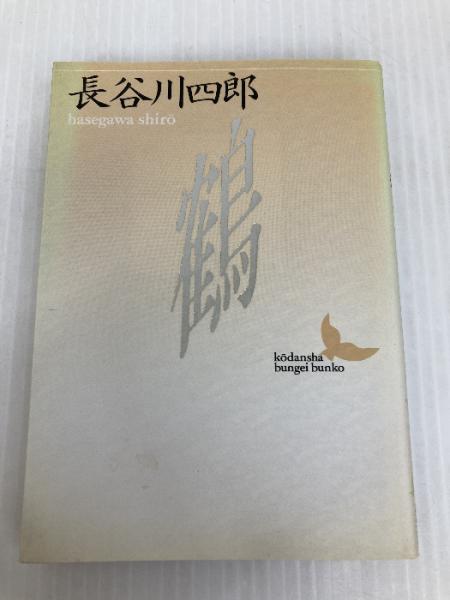 長谷川四郎
hasegawa shirō
鶴
kōdansha
bungei bunko